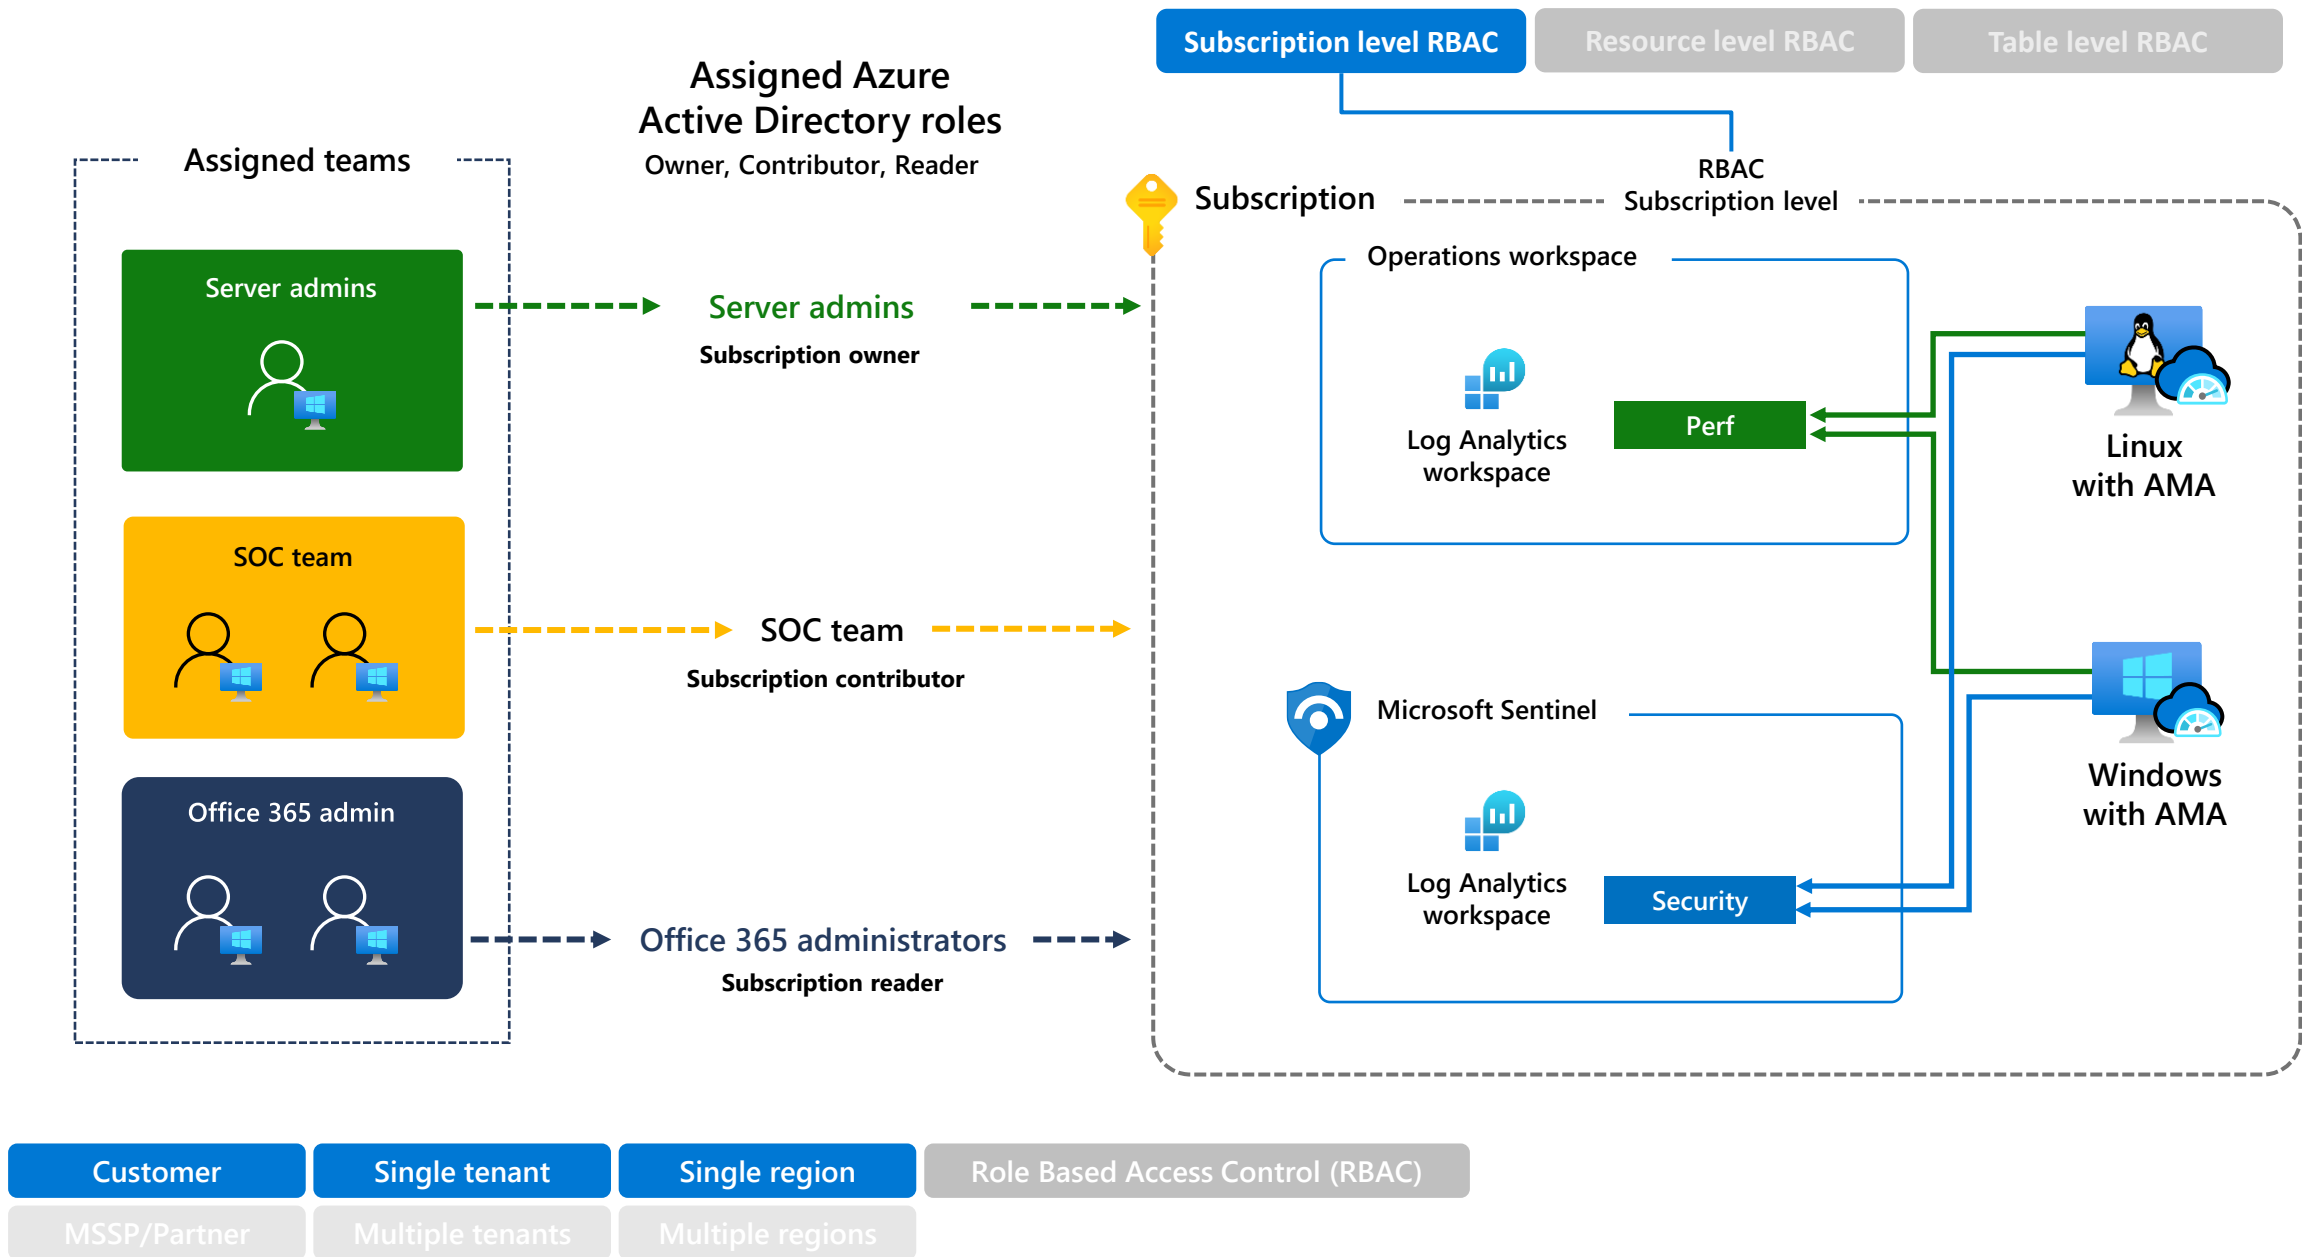 Subscription level RBAC
Resource level RBAC
Table level RBAC
Assigned Azure
Active Directory roles
Owner, Contributor, Reader
Assigned teams
RBAC
Subscription level
Subscription
Server admins
Server admins
Subscription owner
Operations workspace
Log Analytics
workspace
Perf
Linux
with AMA
SOC team
SOC team
Subscription contributor
Microsoft Sentinel
Log Analytics
workspace
Security
Windows
with AMA
Office 365 admin
Office 365 administrators
Subscription reader
Customer
Single tenant
Single region
Role Based Access Control (RBAC)
MSSP/Partner
Multiple tenants
Multiple regions